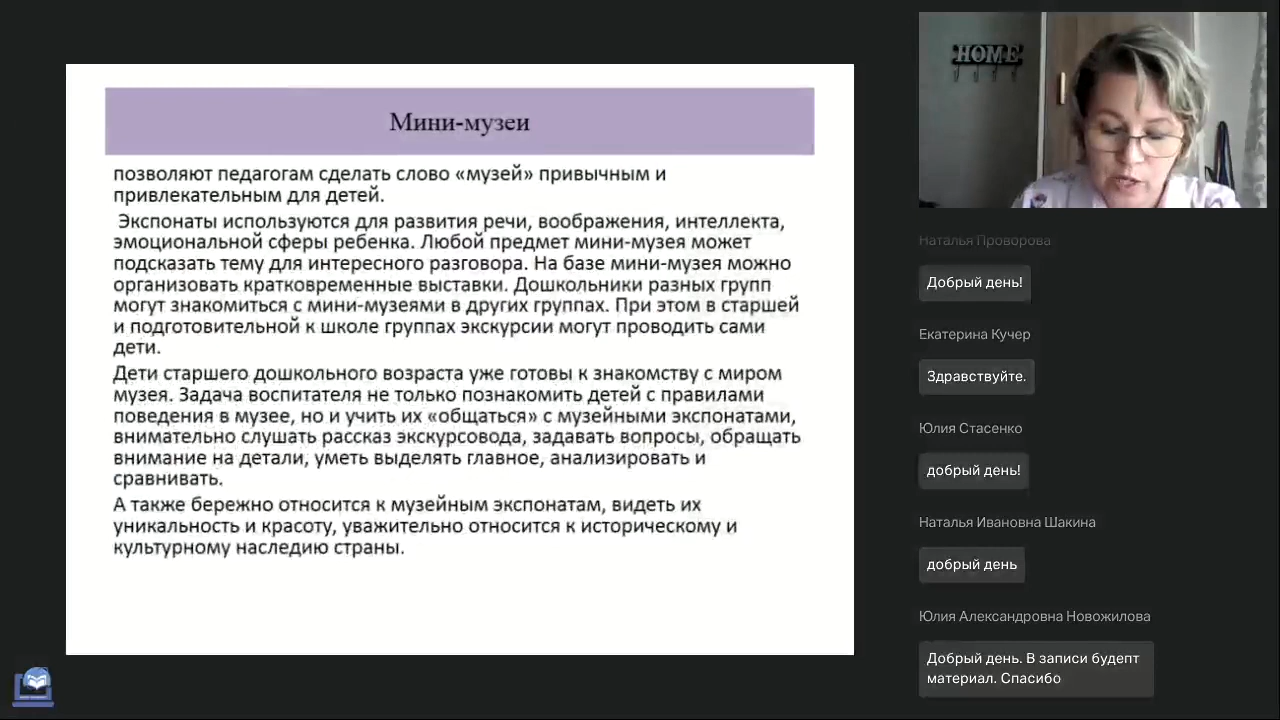 Мини-музеи
позволяют педагогам сделать слово «музей» привычным и
привлекательным для детей.
Экспонаты используются для развития речи, воображения, интеллекта,
эмоциональной сферы ребенка. Любой предмет мини-музея может
подсказать тему для интересного разговора. На базе мини-музея можно
организовать кратковременные выставки. Дошкольники разных групп
могут знакомиться с мини-музеями в других группах. При этом в старшей
и подготовительной к школе группах экскурсии могут проводить сами
дети.
Дети старшего дошкольного возраста уже готовы к знакомству с миром
музея. Задача воспитателя не только познакомить детей с правилами
поведения в музее, но и учить их «общаться» с музейными экспонатами,
внимательно слушать рассказ экскурсовода, задавать вопросы, обращать
внимание на детали, уметь выделять главное, анализировать и
сравнивать.
А также бережно относится к музейным экспонатам, видеть их
уникальность и красоту, уважительно относится к историческому и
культурному наследию страны.
HOME
Наталья Проворова
Добрый день!
Екатерина Кучер
Здравствуйте.
Юлия Стасенко
добрый день!
Наталья Ивановна Шакина
добрый день
Юлия Александровна Новожилова
Добрый день. В записи будепт
материал. Спасибо